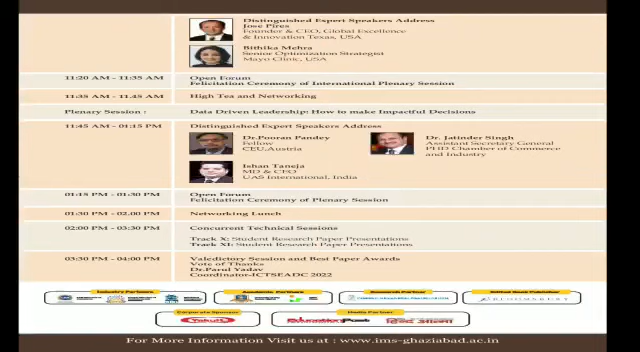 Distinguished Expert Speakers Address
Jose Pires
Founder & CEO, Global Excellence
& Innovation Texas, USA
Bithika Mehra
Senior Optimization Strategist
Mayo Clinic, USA
11:20 AM - 11:35 AM
Open Forum
Felicitation Ceremony of International Plenary Session
11:35 AM - 11.45 AM
High Tea and Networking
Plenary Session :
Data Driven Leadership: How to make Impactful Decisions
11:45 AM - 01:15 PM
Distinguished Expert Speakers Address
Dr.Pooran Pandey
Fellow
CEU,Austria
Dr. Jatinder Singh
Assistant Secretary General
PHD Chamber of Commerce
and Industry
Ishan Taneja
MD & CEO
UAS International, India
01:15 PM - 01:30 PM
Open Forum
Felicitation Ceremony of Plenary Session
01:30 PM - 02.00 PM
Networking Lunch
02:00 PM - 03:30 PM
Concurrent Technical Sessions
Track X: Student Research Paper Presentations
Track XI: Student Research Paper Presentations
03:30 PM - 04:00 PM
Valedictory Session and Best Paper Awards
Vote of Thanks
Dr.Parul Yadav
Coordinator-ICTSEADC 2022
Industry Partners
Academic Partners
Research Partner
BLOOMSBURY
Corporate Sponsor
Media Partner
Yakult
EducationPost
For More Information Visit us at : www.ims-ghaziabad.ac.in